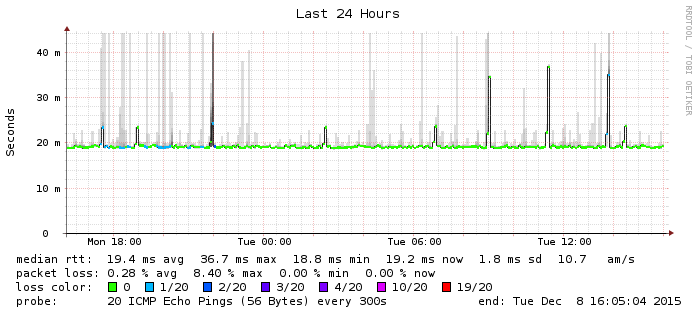 Last 24 Hours
RRDTOOL / TOBI OETIKER
Seconds
40 m
30 m
20 m
10 m
0
Mon 18:00 Tue 00:00 Tue 06:00 Tue 12:00
median rtt: 19.4 ms avg 36.7 ms max 18.8 ms min 19.2 ms now 1.8 ms sd 10.7 am/s
packet loss: 0.28 % avg 8.40 % max 0.00 % min 0.00 % now
loss color: 0 1/20 2/20 3/20 4/20 10/20 19/20
probe: 20 ICMP Echo Pings (56 Bytes) every 300s end: Tue Dec 8 16:05:04 2015